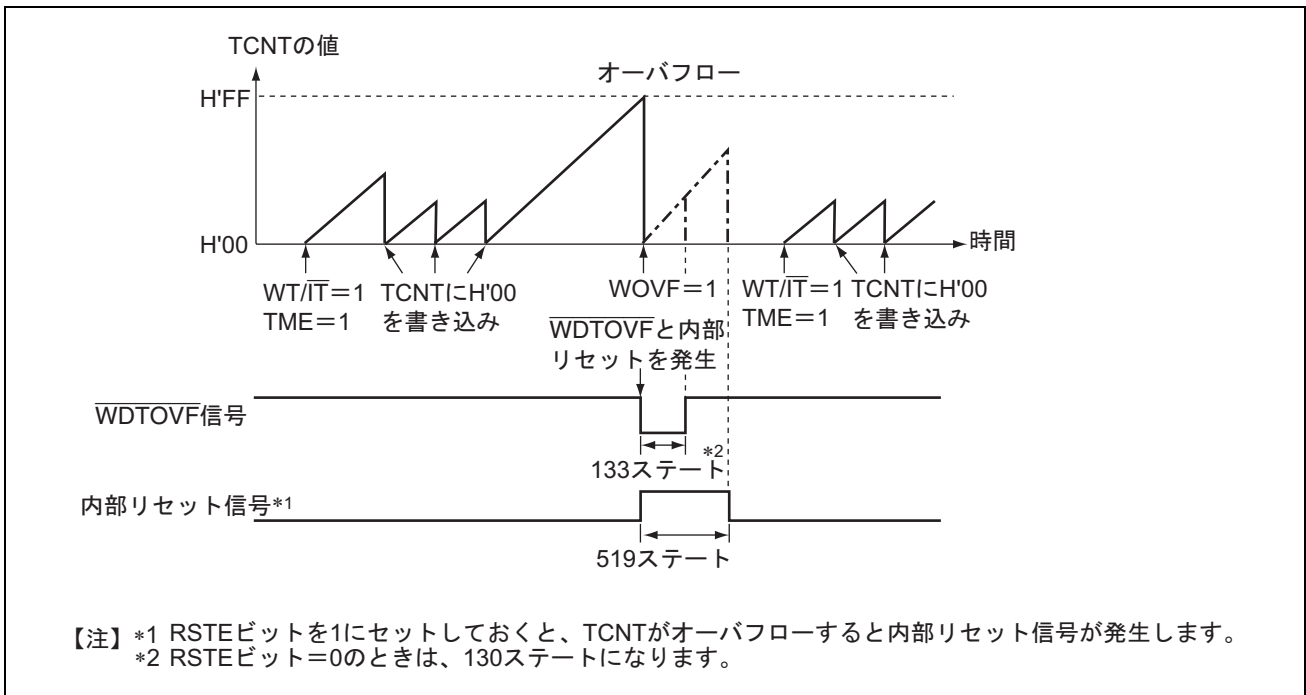 TCNTの値
オーバフロー
H'FF
H'00
時間
WT/IT=1
TME=1
TCNTにH'00
を書き込み
WOVF=1
WT/IT=1
TME=1
TCNTにH'00
を書き込み
WDTOVFと内部
リセットを発生
WDTOVF信号
133ステート*2
内部リセット信号*1
519ステート
【注】*1 RSTEビットを1にセットしておくと、TCNTがオーバフローすると内部リセット信号が発生します。
*2 RSTEビット=0のときは、130ステートになります。